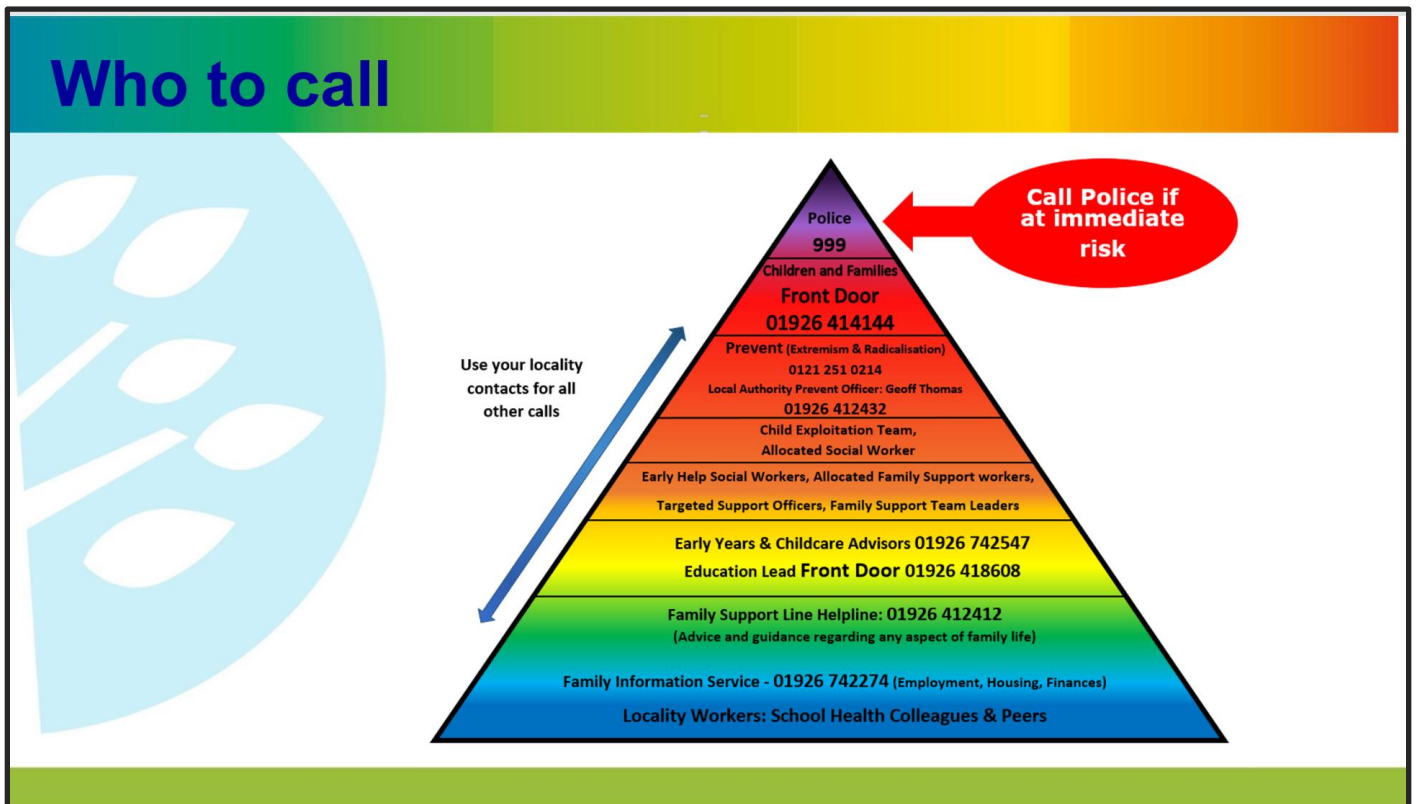 Who to call
Call Police if
at immediate
risk
Police
999
Children and Families
Front Door
01926 414144
Prevent (Extremism & Radicalisation)
0121 251 0214
Local Authority Prevent Officer: Geoff Thomas
01926 412432
Use your locality
contacts for all
other calls
Child Exploitation Team,
Allocated Social Worker
Early Help Social Workers, Allocated Family Support workers,
Targeted Support Officers, Family Support Team Leaders
Early Years & Childcare Advisors 01926 742547
Education Lead Front Door 01926 418608
Family Support Line Helpline: 01926 412412
(Advice and guidance regarding any aspect of family life)
Family Information Service - 01926 742274 (Employment, Housing, Finances)
Locality Workers: School Health Colleagues & Peers